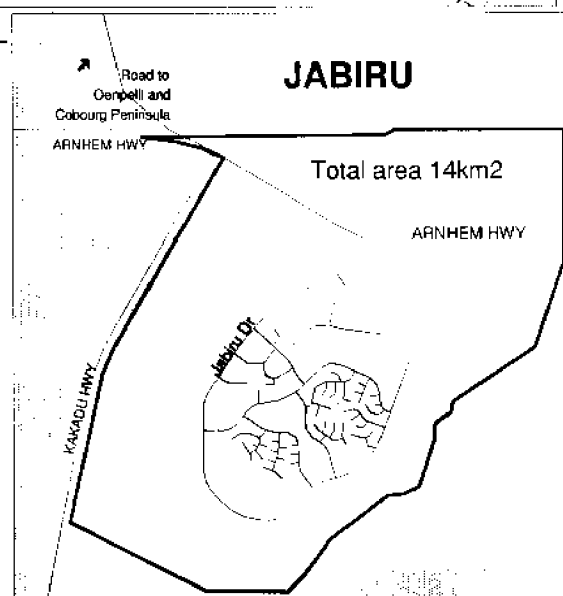 JABIRU
Road to
Oenpelli and
Cobourg Peninsula
ARNHEM HWY
Total area 14km2
ARNHEM HWY
Jabiru Dr
KAKADU HWY